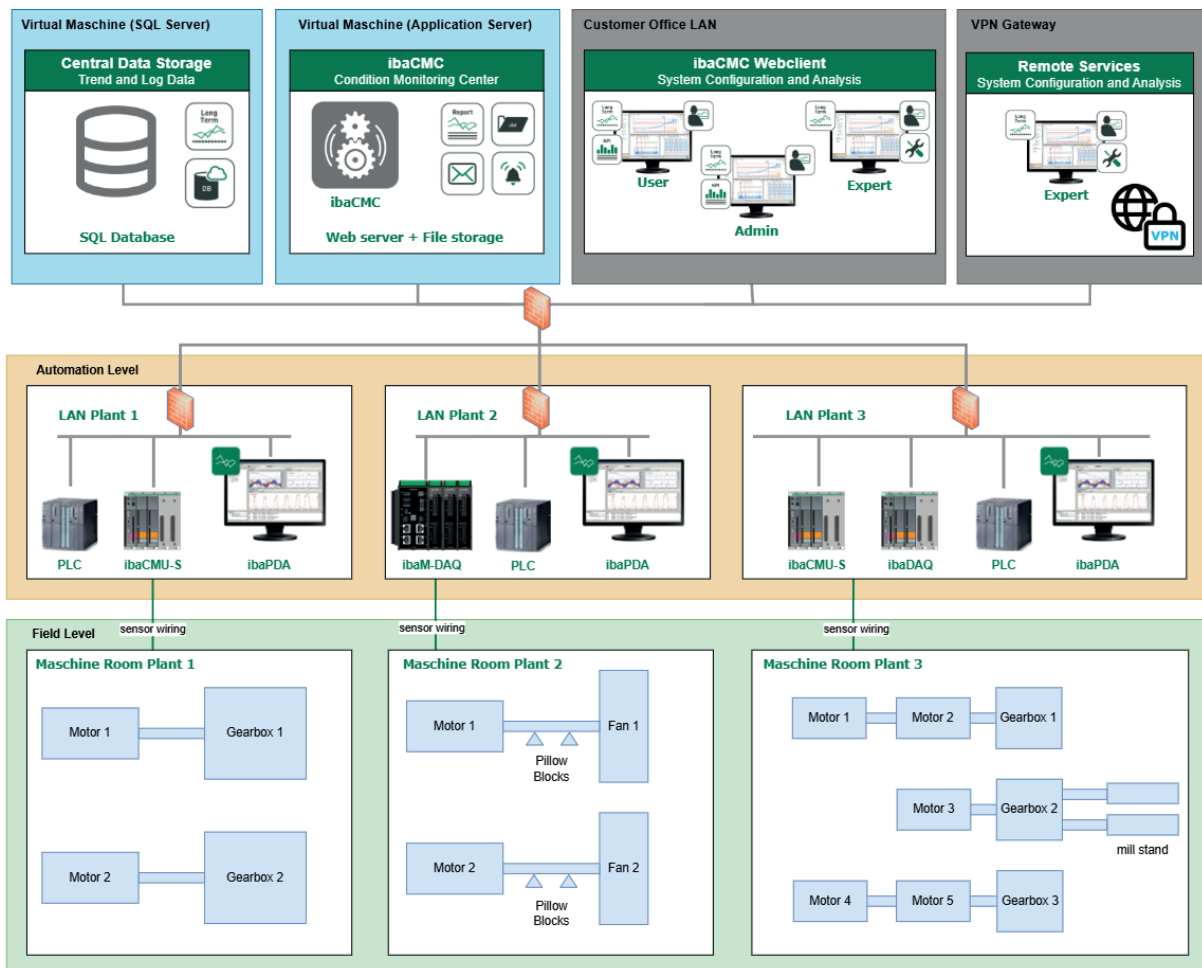 Virtual Maschine (SQL Server)
Central Data Storage
Trend and Log Data
Long
Term
DB
SQL Database
Virtual Maschine (Application Server)
ibaCMC
Condition Monitoring Center
Report
ibaCMC
Web server + File storage
Customer Office LAN
ibaCMC Webclient
System Configuration and Analysis
Long
Term
KPI
User
Long
Term
KPI
Admin
Long
Term
Expert
VPN Gateway
Remote Services
System Configuration and Analysis
Long
Term
Expert
VPN
Automation Level
LAN Plant 1
PLC
ibaCMU-S
ibaPDA
LAN Plant 2
ibaM-DAQ
PLC
ibaPDA
LAN Plant 3
ibaCMU-S
ibaDAQ
PLC
ibaPDA
sensor wiring
sensor wiring
sensor wiring
Field Level
Maschine Room Plant 1
Motor 1
Gearbox 1
Motor 2
Gearbox 2
Maschine Room Plant 2
Motor 1
Fan 1
Pillow
Blocks
Motor 2
Fan 2
Pillow
Blocks
Maschine Room Plant 3
Motor 1
Motor 2
Gearbox 1
Motor 3
Gearbox 2
mill stand
Motor 4
Motor 5
Gearbox 3